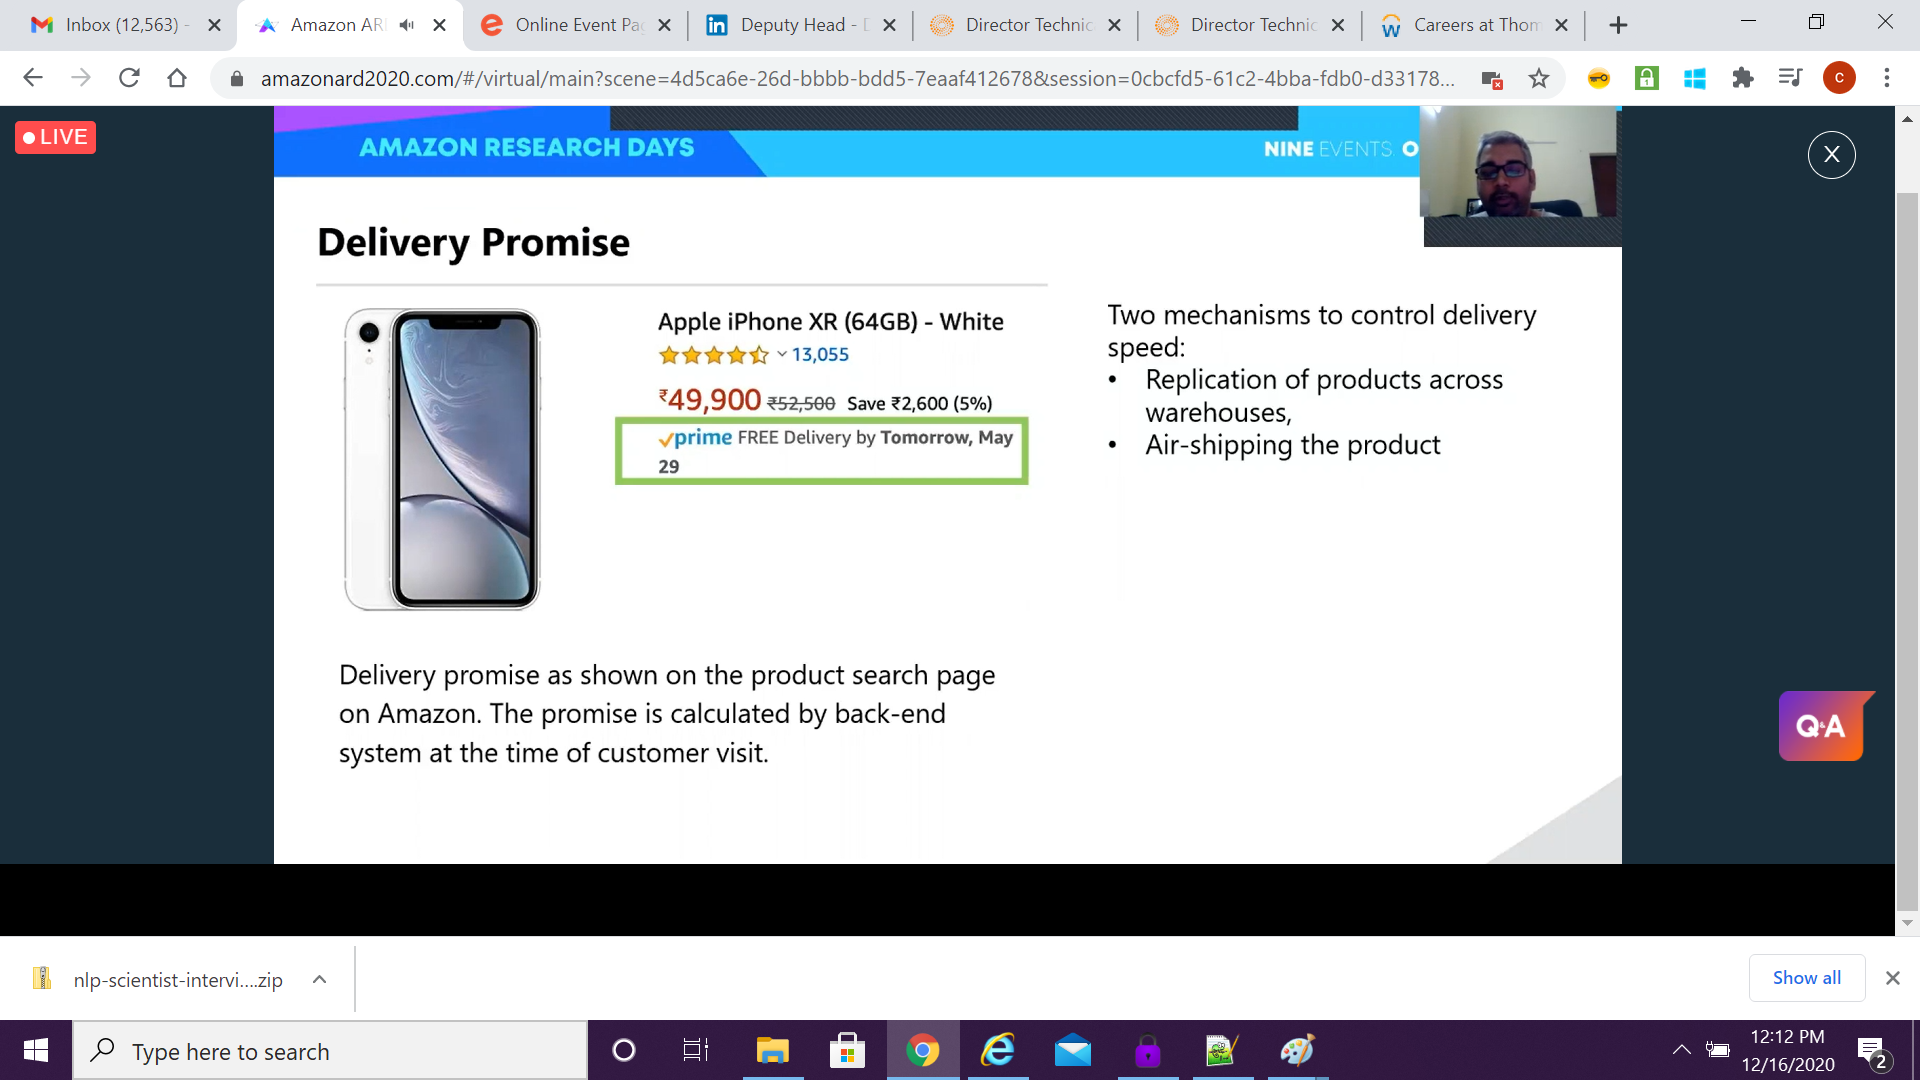 Inbox (12,563) -
Amazon AR
Online Event Pa
Deputy Head - D
Director Technic
Director Technic
Careers at Thom
amazonard2020.com/#/virtual/main?scene=4d5ca6e-26d-bbbb-bdd5-7eaaf412678&session=0cbcfd5-61c2-4bba-fdb0-d33178...
C
LIVE
AMAZON RESEARCH DAYS
NINE EVENTS. O
X
Delivery Promise
Apple iPhone XR (64GB) - White
13,055
₹49,900 ₹52,500 Save ₹2,600 (5%)
prime FREE Delivery by Tomorrow, May
29
Two mechanisms to control delivery
speed:
• Replication of products across
warehouses,
• Air-shipping the product
Delivery promise as shown on the product search page
on Amazon. The promise is calculated by back-end
system at the time of customer visit.
Q&A
nlp-scientist-intervi....zip
Show all
Type here to search
12:12 PM
12/16/2020
2